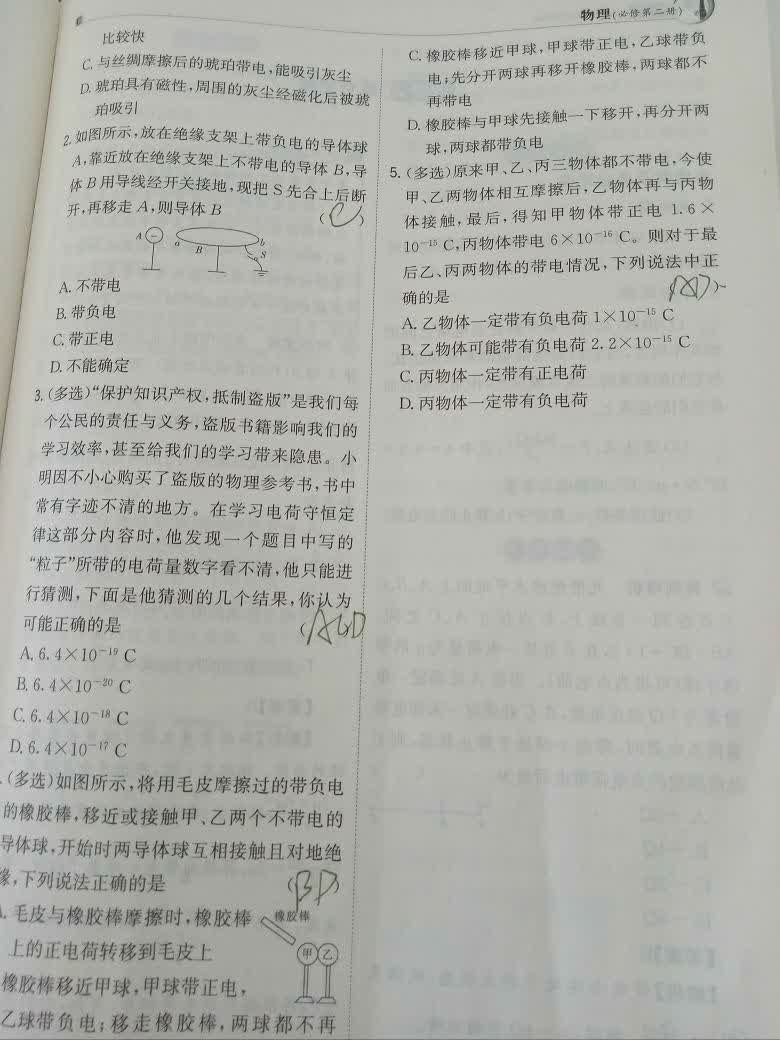 物理(必修第二册)
比较快
C. 与丝绸摩擦后的琥珀带电,能吸引灰尘
D. 琥珀具有磁性,周围的灰尘经磁化后被琥
珀吸引
2. 如图所示,放在绝缘支架上带负电的导体球
A,靠近放在绝缘支架上不带电的导体 B,导
体 B 用导线经开关接地,现把 S 先合上后断
开,再移走 A,则导体 B (C)
A
a
B
b
S
A. 不带电
B. 带负电
C. 带正电
D. 不能确定
3. (多选)“保护知识产权,抵制盗版”是我们每
个公民的责任与义务,盗版书籍影响我们的
学习效率,甚至给我们的学习带来隐患。小
明因不小心购买了盗版的物理参考书,书中
常有字迹不清的地方。在学习电荷守恒定
律这部分内容时,他发现一个题目中写的
“粒子”所带的电荷量数字看不清,他只能进
行猜测,下面是他猜测的几个结果,你认为
可能正确的是 (ACD
A. 6.4×10⁻¹⁹ C
B. 6.4×10⁻²⁰ C
C. 6.4×10⁻¹⁸ C
D. 6.4×10⁻¹⁷ C
. (多选)如图所示,将用毛皮摩擦过的带负电
的橡胶棒,移近或接触甲、乙两个不带电的
导体球,开始时两导体球互相接触且对地绝
缘,下列说法正确的是 (BD)
. 毛皮与橡胶棒摩擦时,橡胶棒
上的正电荷转移到毛皮上
橡胶棒移近甲球,甲球带正电,
乙球带负电;移走橡胶棒,两球都不再
橡胶棒
甲 乙
C. 橡胶棒移近甲球,甲球带正电,乙球带负
电;先分开两球再移开橡胶棒,两球都不
再带电
D. 橡胶棒与甲球先接触一下移开,再分开两
球,两球都带负电
5. (多选)原来甲、乙、丙三物体都不带电,今使
甲、乙两物体相互摩擦后,乙物体再与丙物
体接触,最后,得知甲物体带正电 1.6×
10⁻¹⁵ C,丙物体带电 6×10⁻¹⁶ C。则对于最
后乙、丙两物体的带电情况,下列说法中正
确的是
A. 乙物体一定带有负电荷 1×10⁻¹⁵ C
B. 乙物体可能带有负电荷 2.2×10⁻¹⁵ C
C. 丙物体一定带有正电荷
D. 丙物体一定带有负电荷